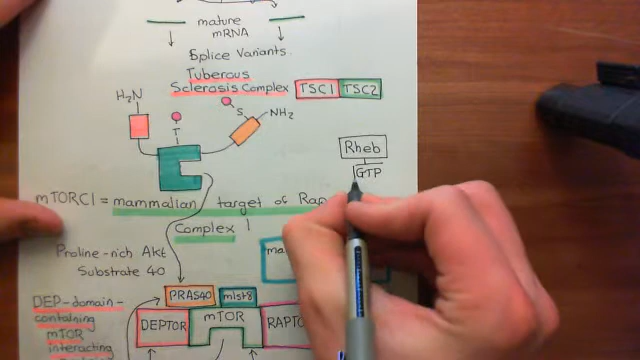 mature
mRNA
Splice Variants
Tuberous
Sclerosis Complex TSC1 TSC2
H₂N
S NH₂
T
Rheb
GTP
mTORC1 = mammalian target of Rap
Complex 1
Proline-rich Akt
Substrate 40
ma
PRAS40 mlst8
DEP-domain-
containing
mTOR
interacting
DEPTOR mTOR RAPTO